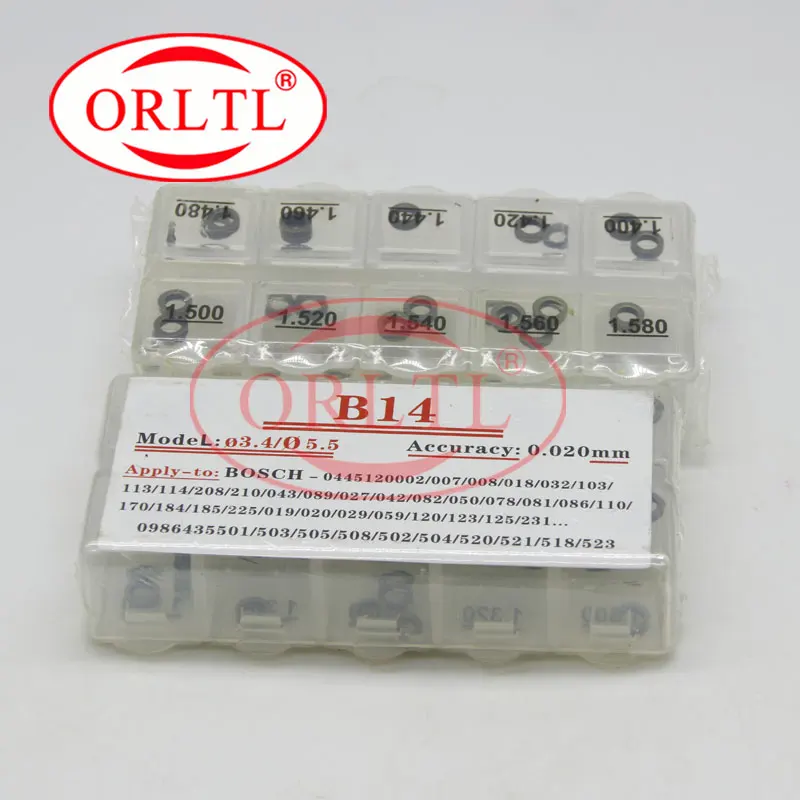 ORLTL®
1.480 1.460 1.440 1.420 1.400
1.500 1.520 1.540 1.560 1.580
ORLTL®
B14
Model: ø3.4/Ø5.5 Accuracy: 0.020mm
Apply-to: BOSCH - 0445120002/007/008/018/032/103/
113/114/208/210/043/089/027/042/082/050/078/081/086/110/
170/184/185/225/019/020/029/059/120/123/125/231...
0986435501/503/505/508/502/504/520/521/518/523
1.320